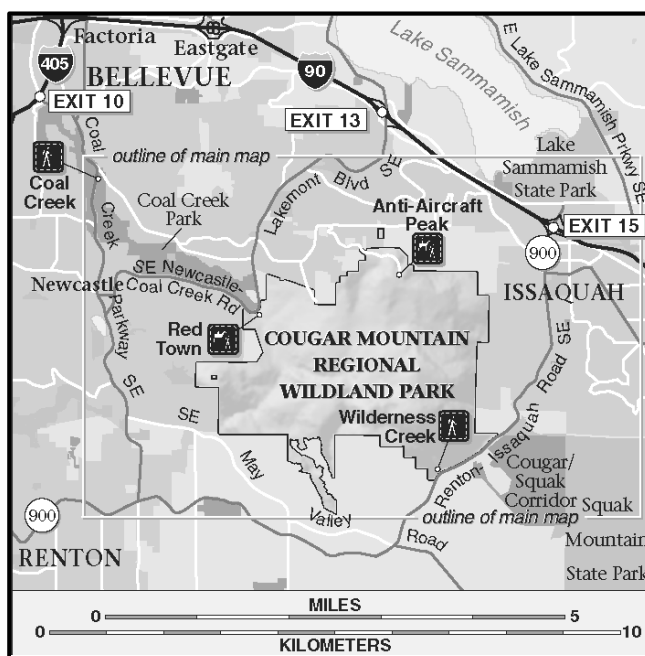 Factoria
Eastgate
405
BELLEVUE
90
EXIT 10
EXIT 13
Lake Sammamish
E Lake Sammamish Prkwy SE
outline of main map
Coal
Creek
Coal Creek
Parkway
SE
Coal Creek
Park
Lakemont Blvd SE
Lake
Sammamish
State Park
Anti-Aircraft
Peak
EXIT 15
900
ISSAQUAH
Newcastle
SE Newcastle-
Coal Creek Rd
Red
Town
COUGAR MOUNTAIN
REGIONAL
WILDLAND PARK
Wilderness
Creek
SE May Valley Road
Renton-Issaquah Road SE
Cougar/
Squak
Corridor
Squak
Mountain
State Park
outline of main map
900
RENTON
MILES
0 5
0 10
KILOMETERS